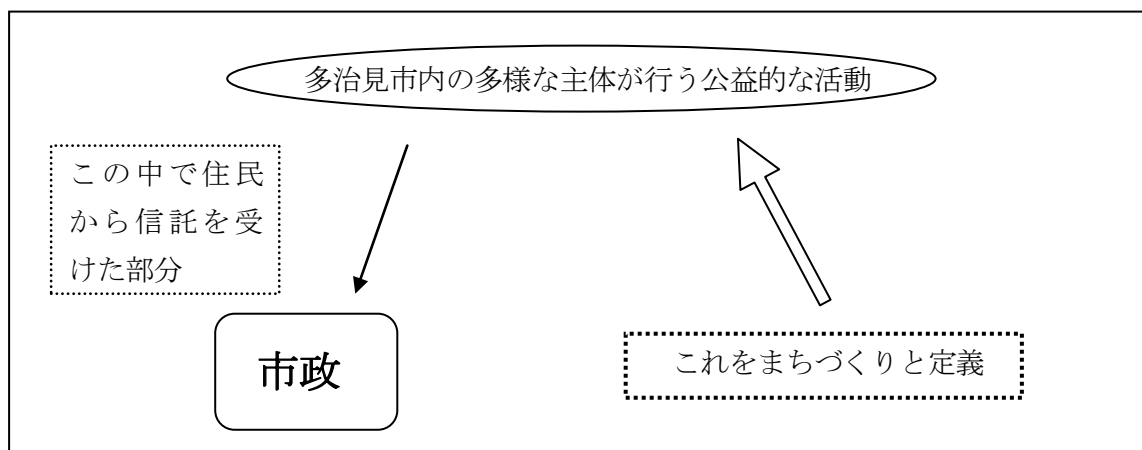 多治見市内の多様な主体が行う公益的な活動
この中で住民
から信託を受
けた部分
市政
これをまちづくりと定義